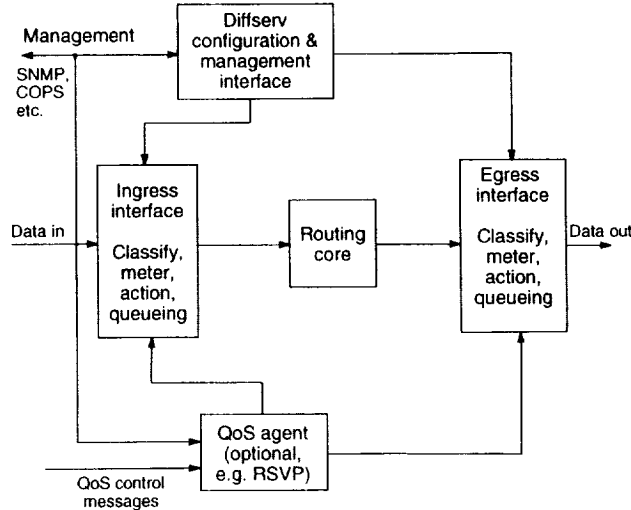 Management
SNMP,
COPS
etc.
Diffserv
configuration &
management
interface
Data in
Ingress
interface
Classify,
meter,
action,
queueing
Routing
core
Egress
interface
Classify,
meter,
action,
queueing
Data out
QoS agent
(optional,
e.g. RSVP)
QoS control
messages